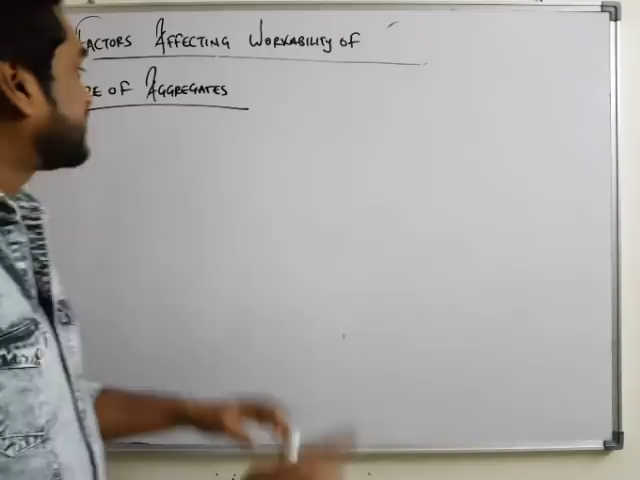 FACTORS AFFECTING WORKABILITY OF
OF AGGREGATES